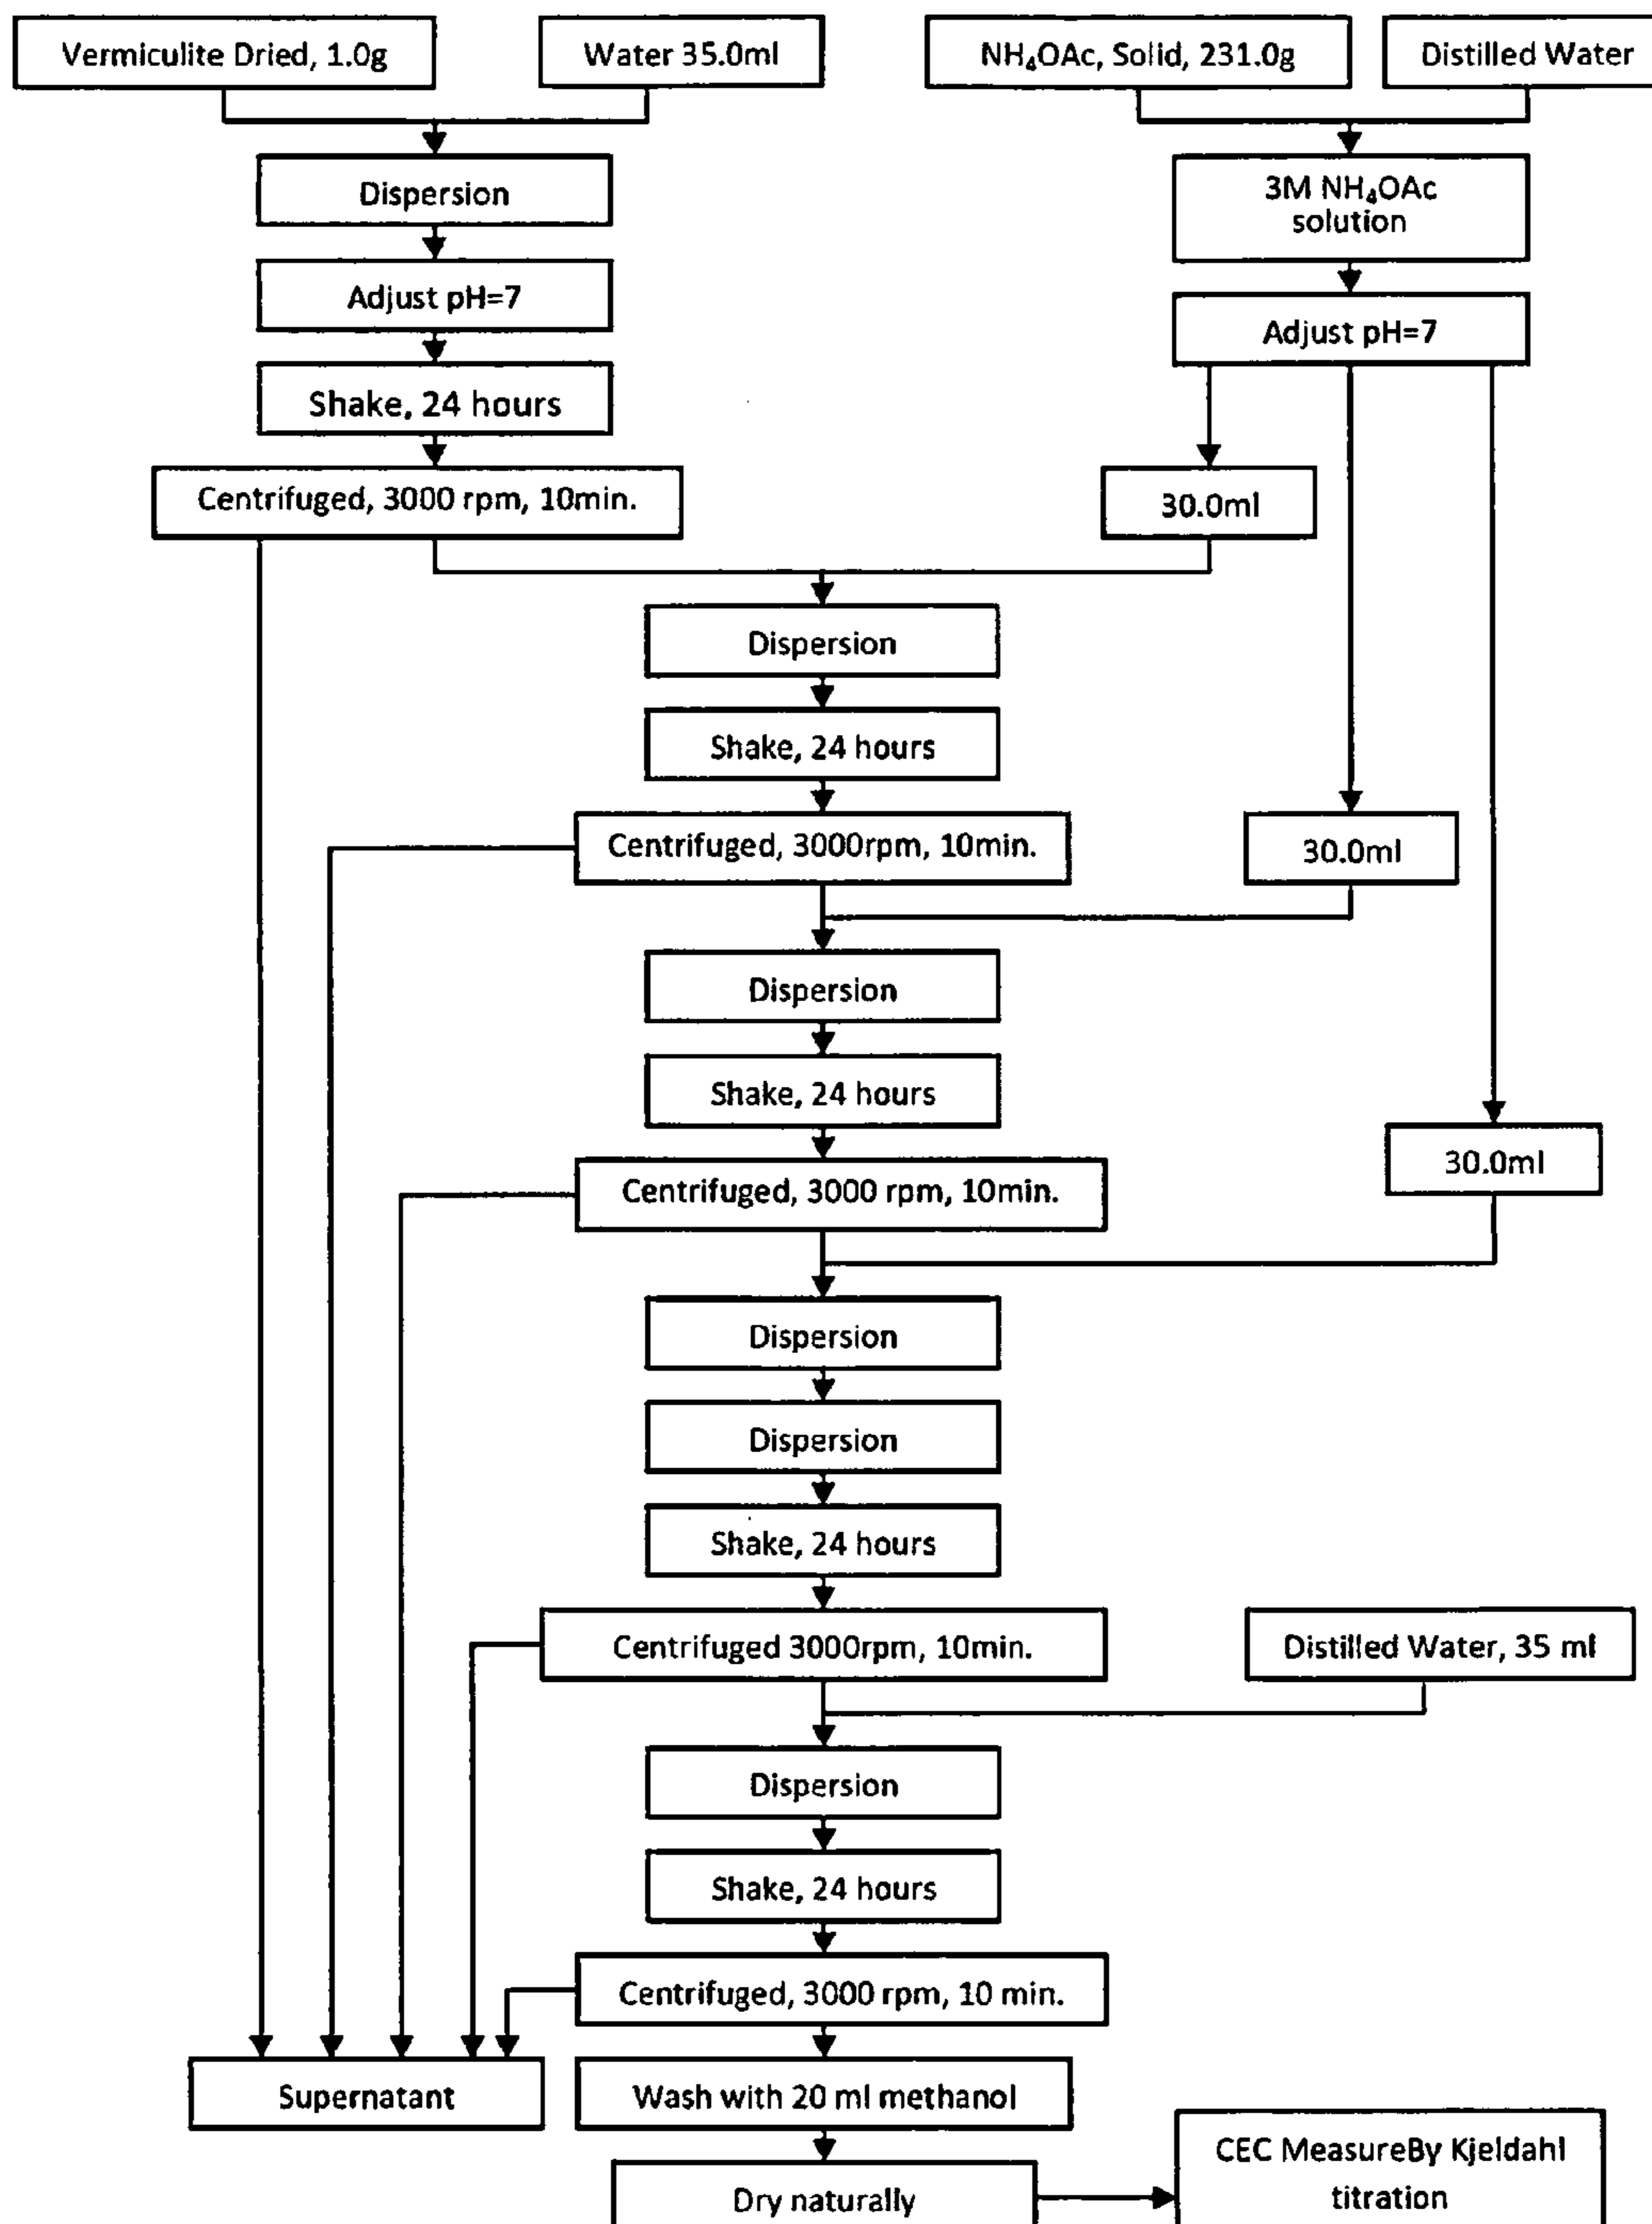 Vermiculite Dried, 1.0g
Water 35.0ml
NH₄OAc, Solid, 231.0g
Distilled Water
Dispersion
3M NH₄OAc
solution
Adjust pH=7
Adjust pH=7
Shake, 24 hours
Centrifuged, 3000 rpm, 10min.
30.0ml
Dispersion
Shake, 24 hours
Centrifuged, 3000rpm, 10min.
30.0ml
Dispersion
Shake, 24 hours
30.0ml
Centrifuged, 3000 rpm, 10min.
Dispersion
Dispersion
Shake, 24 hours
Centrifuged 3000rpm, 10min.
Distilled Water, 35 ml
Dispersion
Shake, 24 hours
Centrifuged, 3000 rpm, 10 min.
Supernatant
Wash with 20 ml methanol
CEC MeasureBy Kjeldahl
titration
Dry naturally